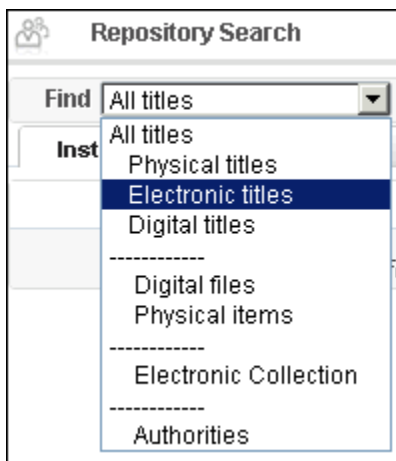 Repository Search
Find All titles
All titles
Inst
Physical titles
Electronic titles
Digital titles
------------
Digital files
Physical items
------------
Electronic Collection
------------
Authorities